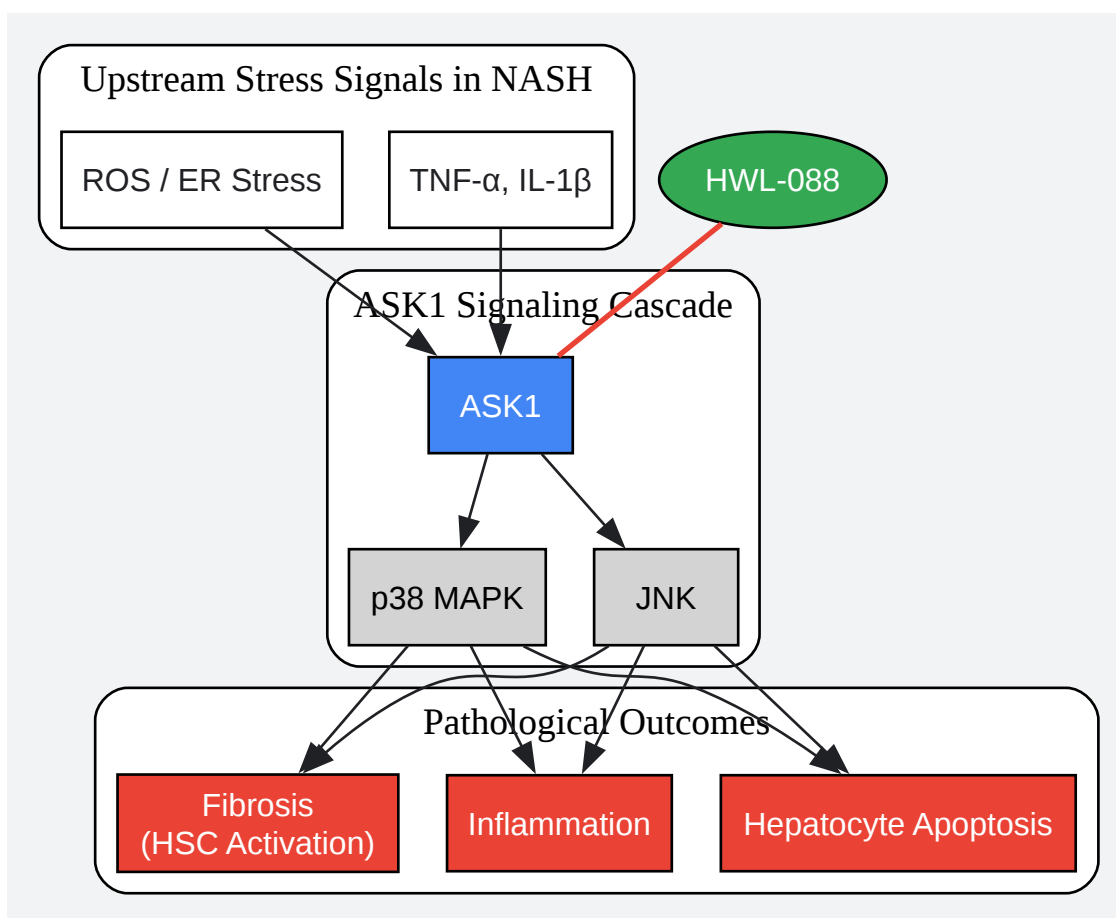 Upstream Stress Signals in NASH
ROS / ER Stress
TNF-α, IL-1β
HWL-088
ASK1 Signaling Cascade
ASK1
p38 MAPK
JNK
Pathological Outcomes
Fibrosis
(HSC Activation)
Inflammation
Hepatocyte Apoptosis